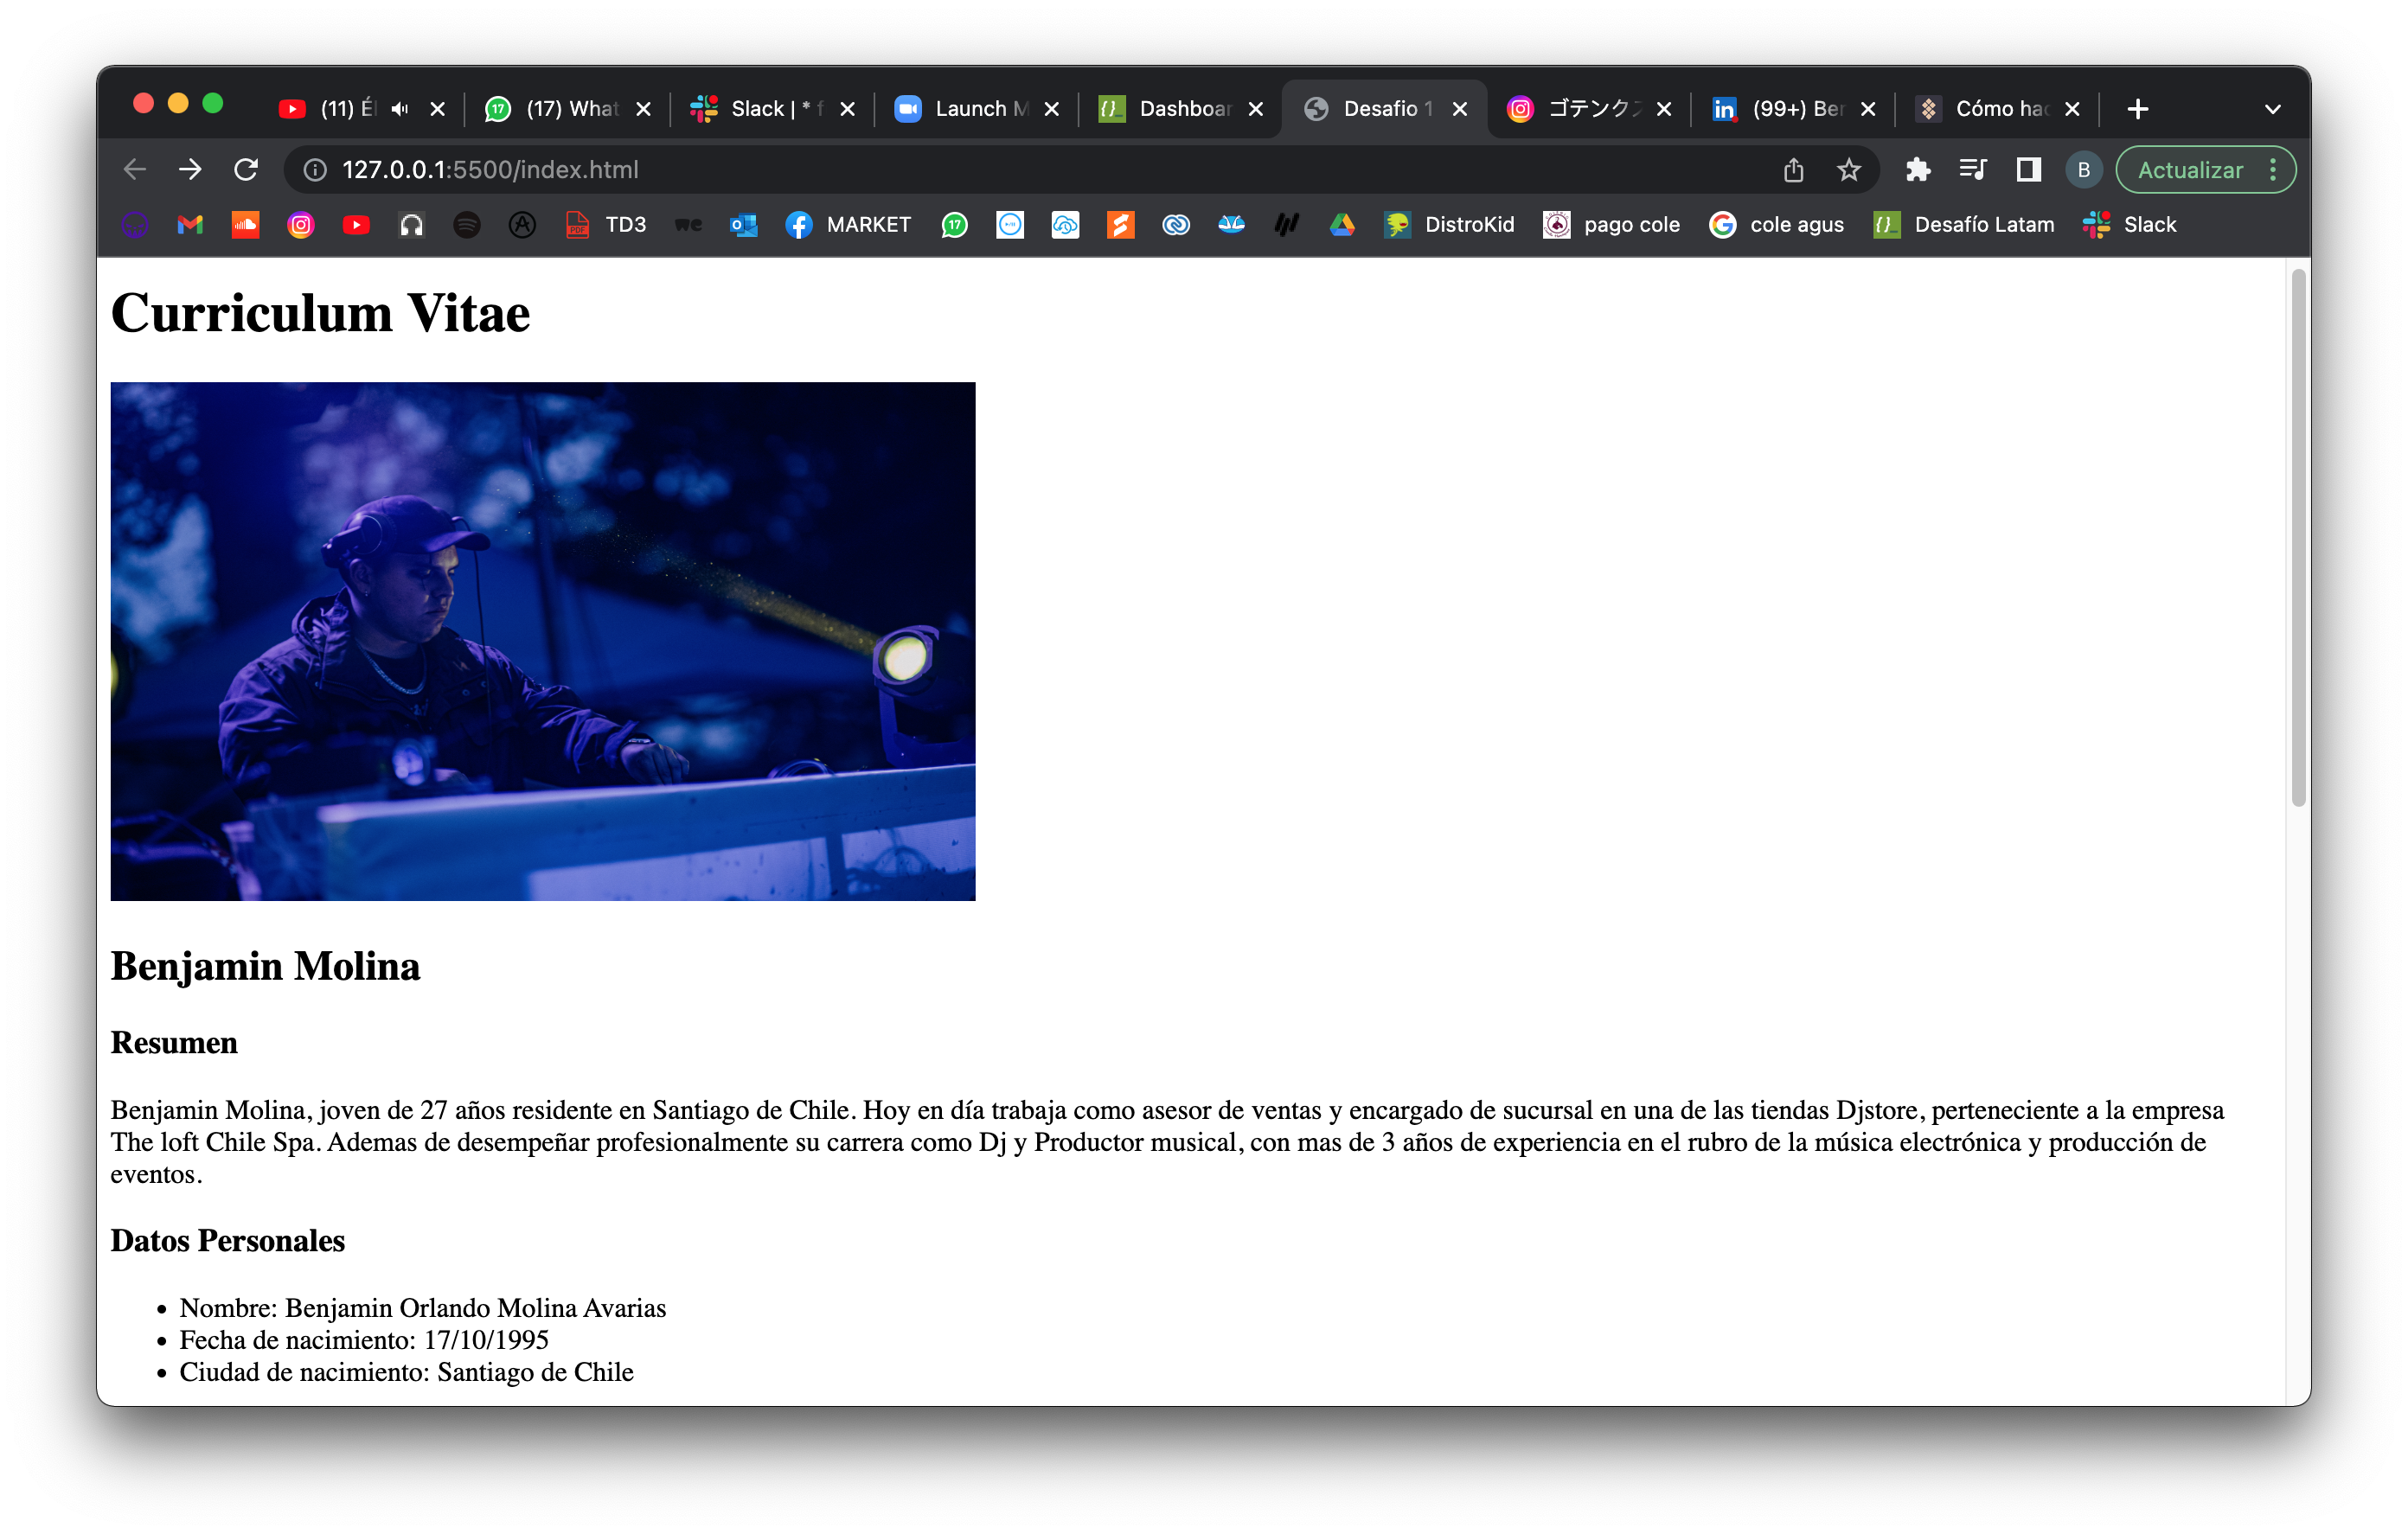 (11) Él
(17) What
Slack | * f
Launch M
Dashboar
Desafio 1
ゴテンクス
(99+) Ber
Cómo hac
127.0.0.1:5500/index.html
B
Actualizar
PDF
TD3
we
MARKET
17
DistroKid
pago cole
cole agus
Desafío Latam
Slack
Curriculum Vitae
Benjamin Molina
Resumen
Benjamin Molina, joven de 27 años residente en Santiago de Chile. Hoy en día trabaja como asesor de ventas y encargado de sucursal en una de las tiendas Djstore, perteneciente a la empresa
The loft Chile Spa. Ademas de desempeñar profesionalmente su carrera como Dj y Productor musical, con mas de 3 años de experiencia en el rubro de la música electrónica y producción de
eventos.
Datos Personales
• Nombre: Benjamin Orlando Molina Avarias
• Fecha de nacimiento: 17/10/1995
• Ciudad de nacimiento: Santiago de Chile